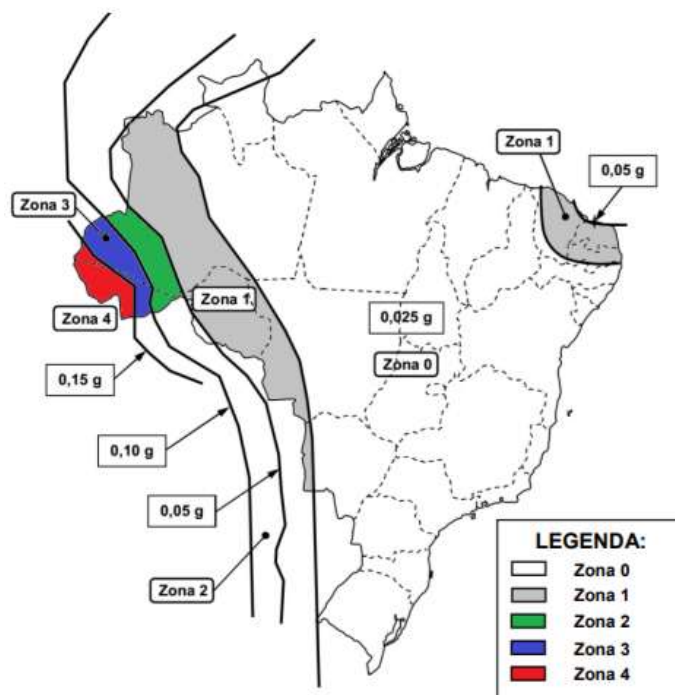 Zona 1
0,05 g
Zona 3
Zona 1
Zona 4
0,025 g
Zona 0
0,15 g
0,10 g
0,05 g
Zona 2
LEGENDA:
Zona 0
Zona 1
Zona 2
Zona 3
Zona 4